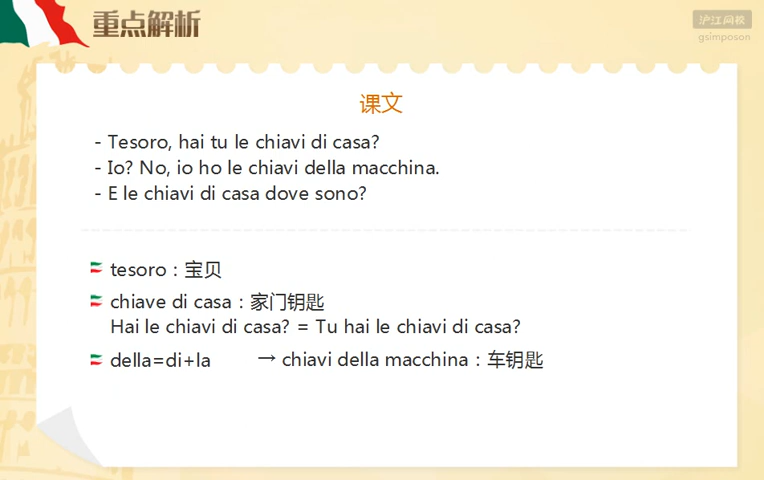 重点解析
沪江网校
gsimposon
课文
- Tesoro, hai tu le chiavi di casa?
- Io? No, io ho le chiavi della macchina.
- E le chiavi di casa dove sono?
tesoro：宝贝
chiave di casa：家门钥匙
Hai le chiavi di casa? = Tu hai le chiavi di casa?
della=di+la → chiavi della macchina：车钥匙